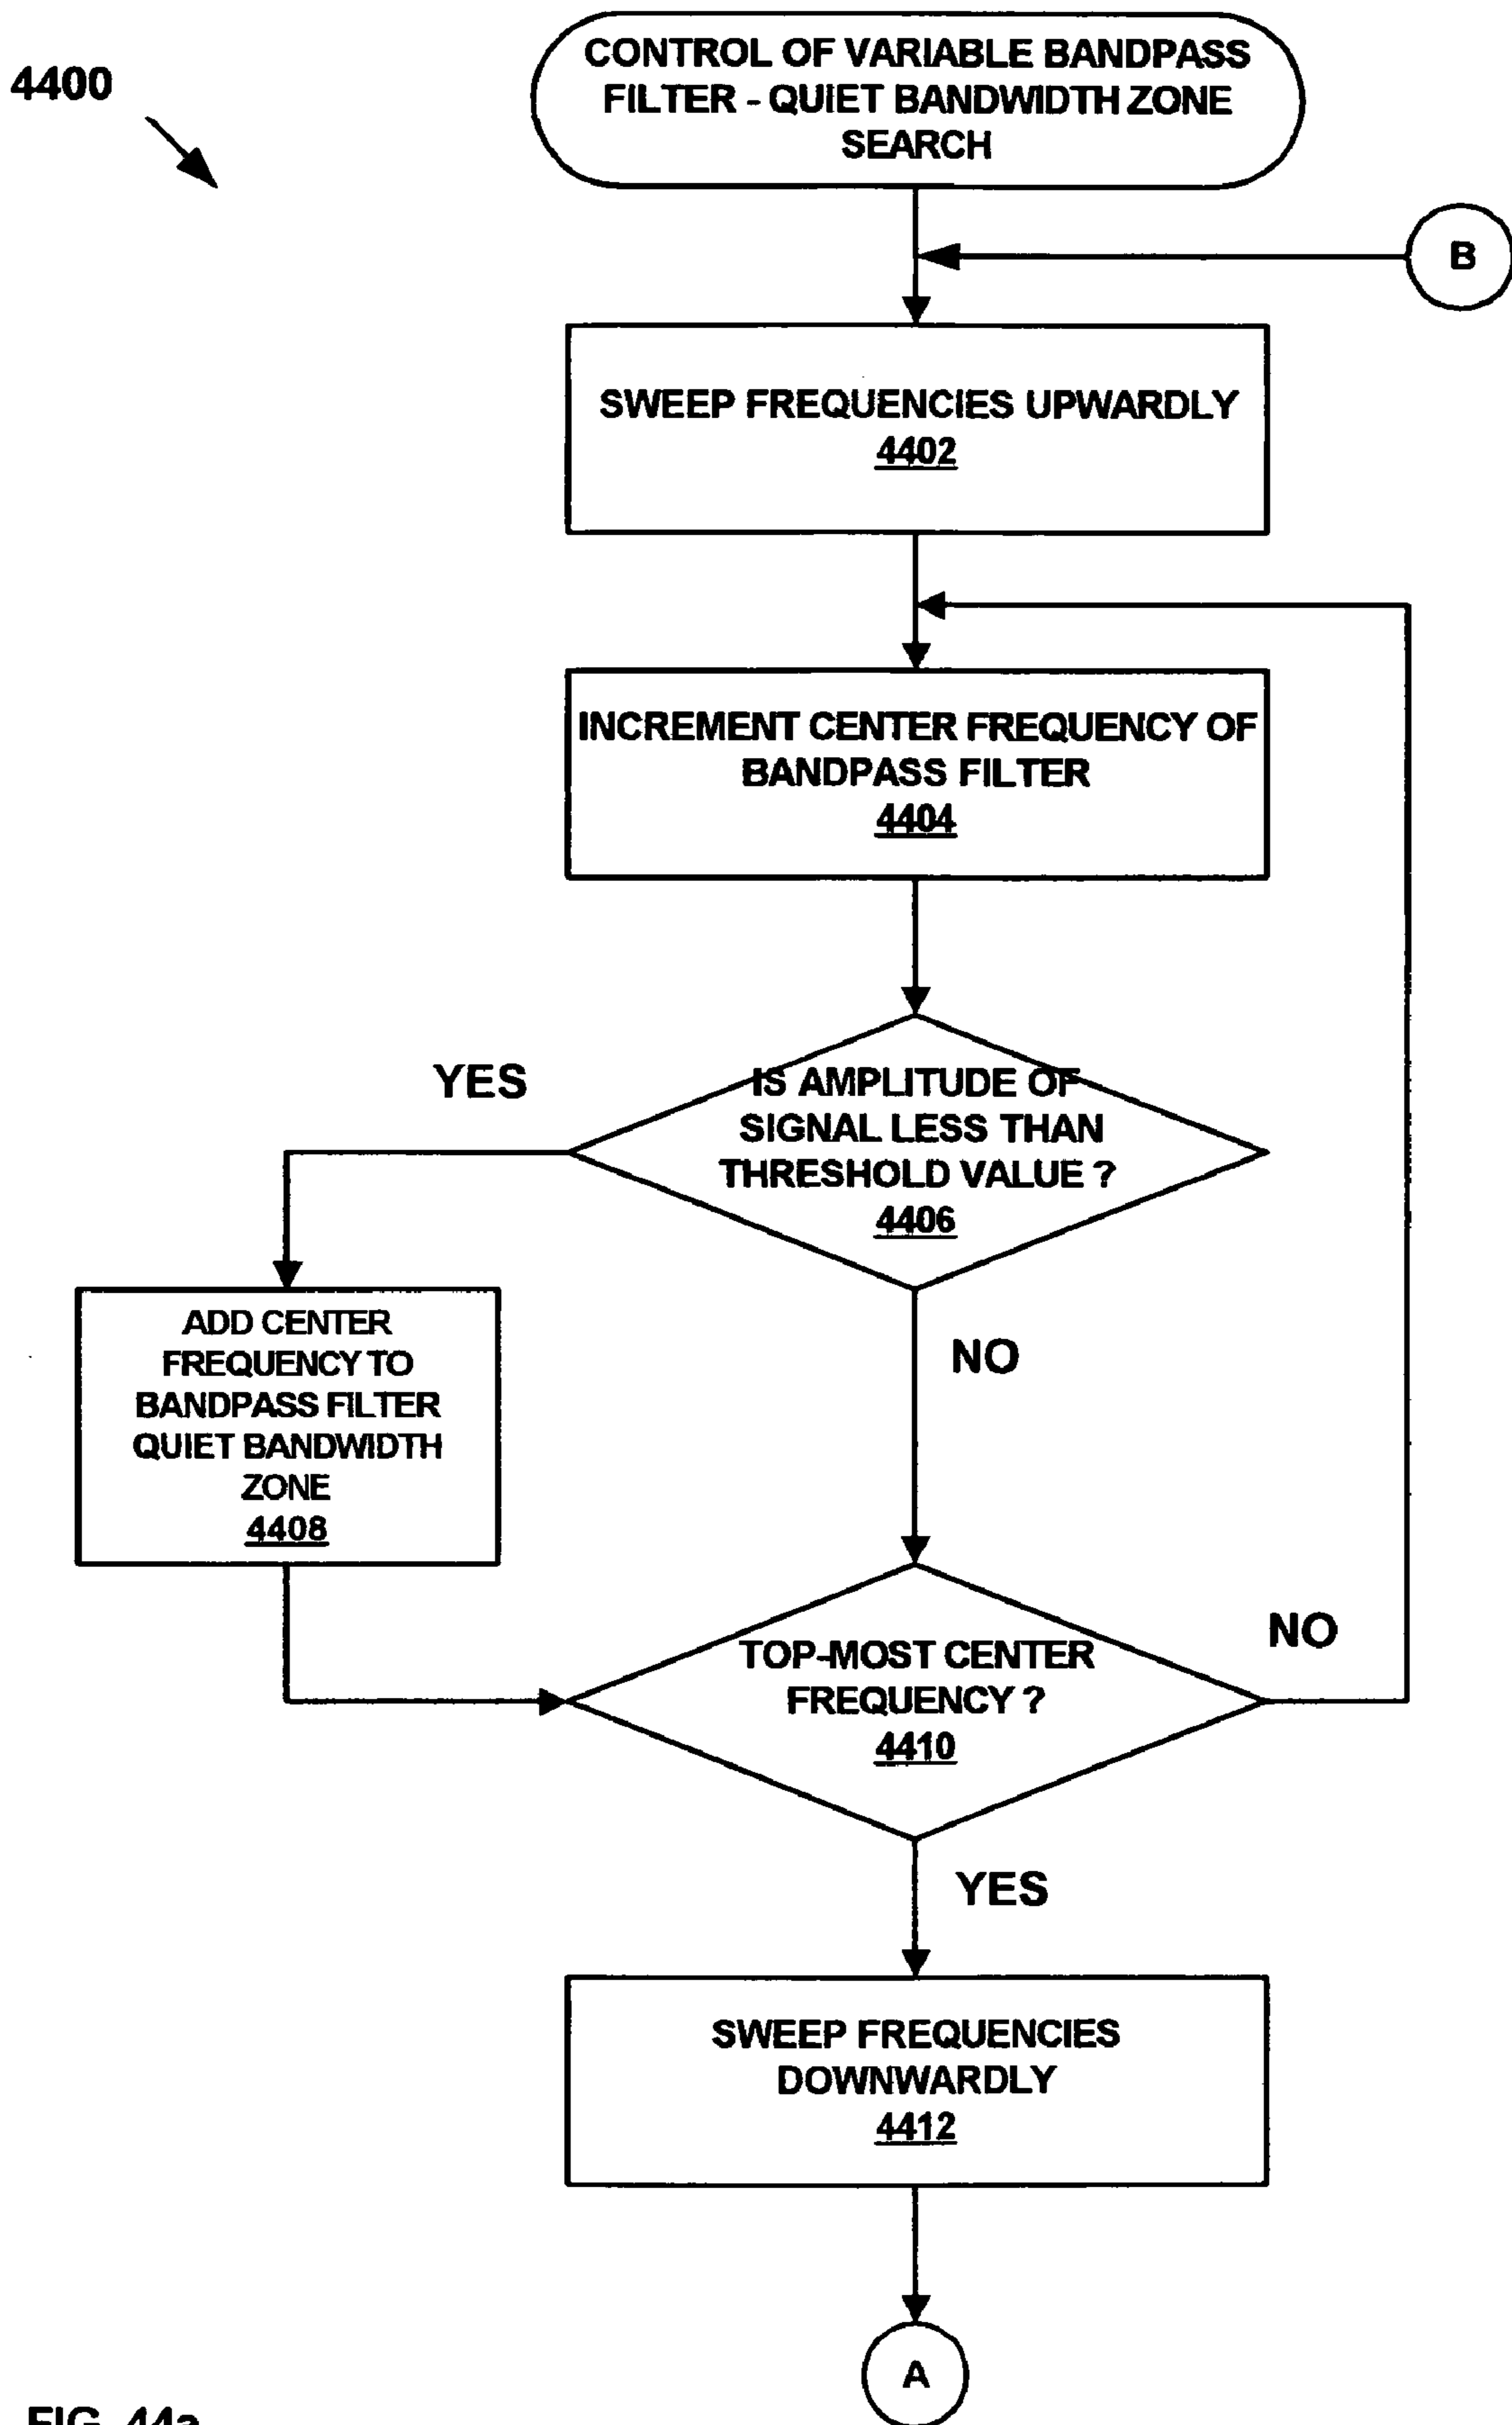 4400
CONTROL OF VARIABLE BANDPASS
FILTER - QUIET BANDWIDTH ZONE
SEARCH
B
SWEEP FREQUENCIES UPWARDLY
4402
INCREMENT CENTER FREQUENCY OF
BANDPASS FILTER
4404
YES
IS AMPLITUDE OF
SIGNAL LESS THAN
THRESHOLD VALUE ?
4406
ADD CENTER
FREQUENCY TO
BANDPASS FILTER
QUIET BANDWIDTH
ZONE
4408
NO
TOP-MOST CENTER
FREQUENCY ?
4410
NO
YES
SWEEP FREQUENCIES
DOWNWARDLY
4412
A
FIG. 44a